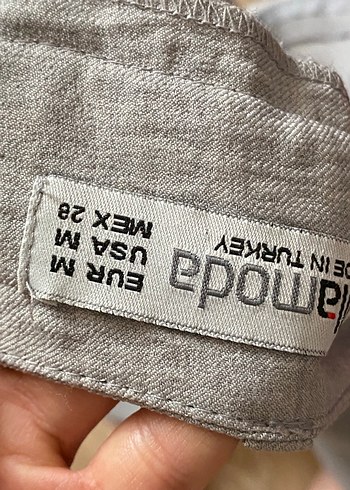 lamoda
DE IN TURKEY
EUR M
USA M
MEX 28